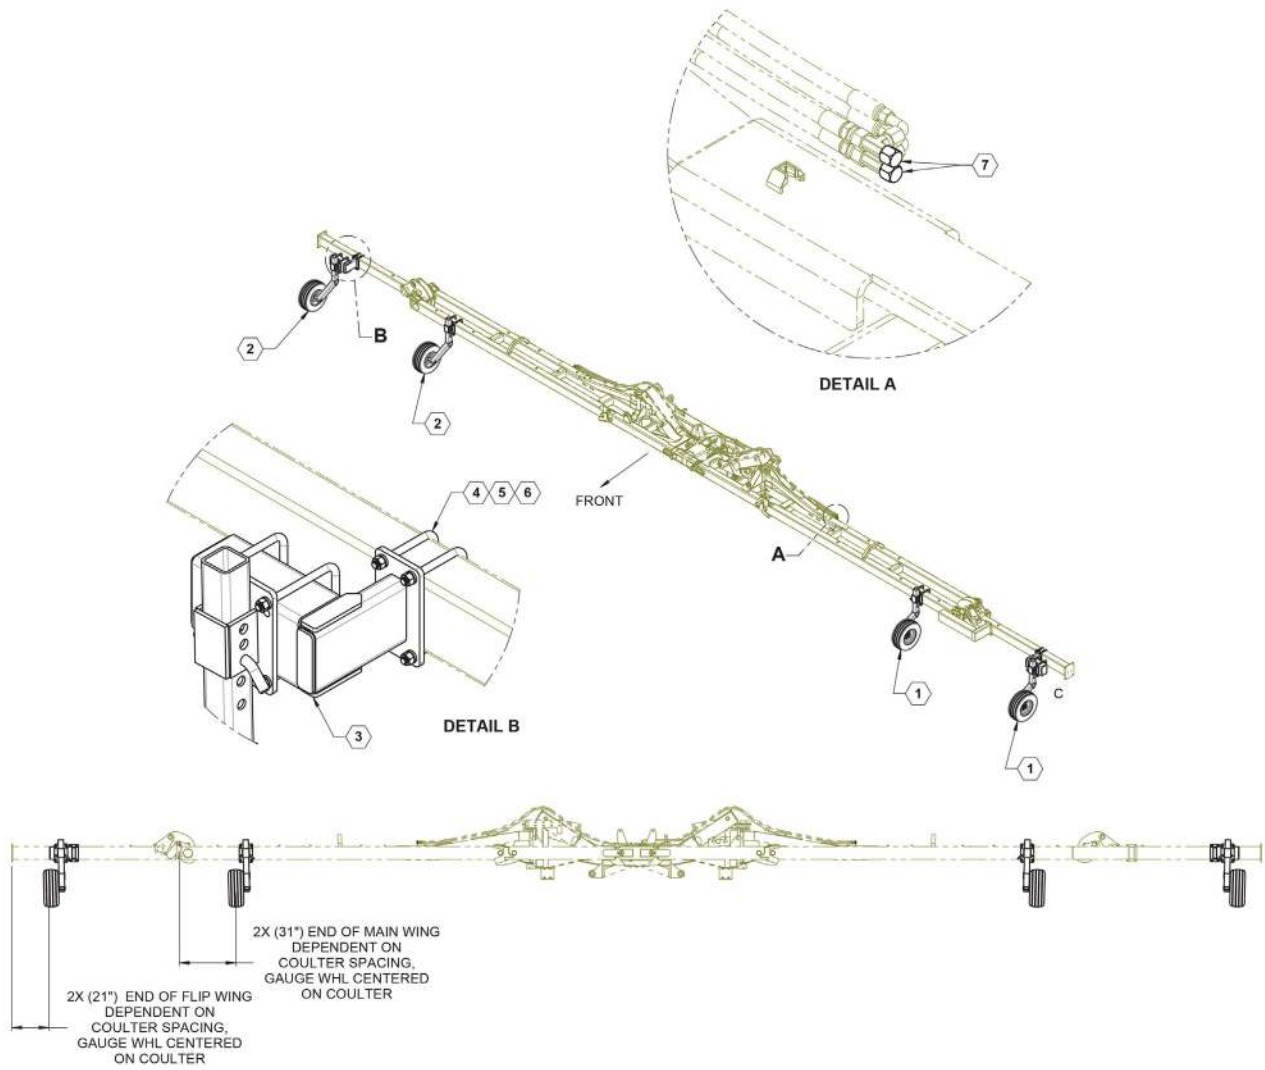 7
DETAIL A
B
2
2
FRONT
4 5 6
A
1
C
DETAIL B
3
1
2X (31") END OF MAIN WING
DEPENDENT ON
COULTER SPACING,
GAUGE WHL CENTERED
ON COULTER
2X (21") END OF FLIP WING
DEPENDENT ON
COULTER SPACING,
GAUGE WHL CENTERED
ON COULTER